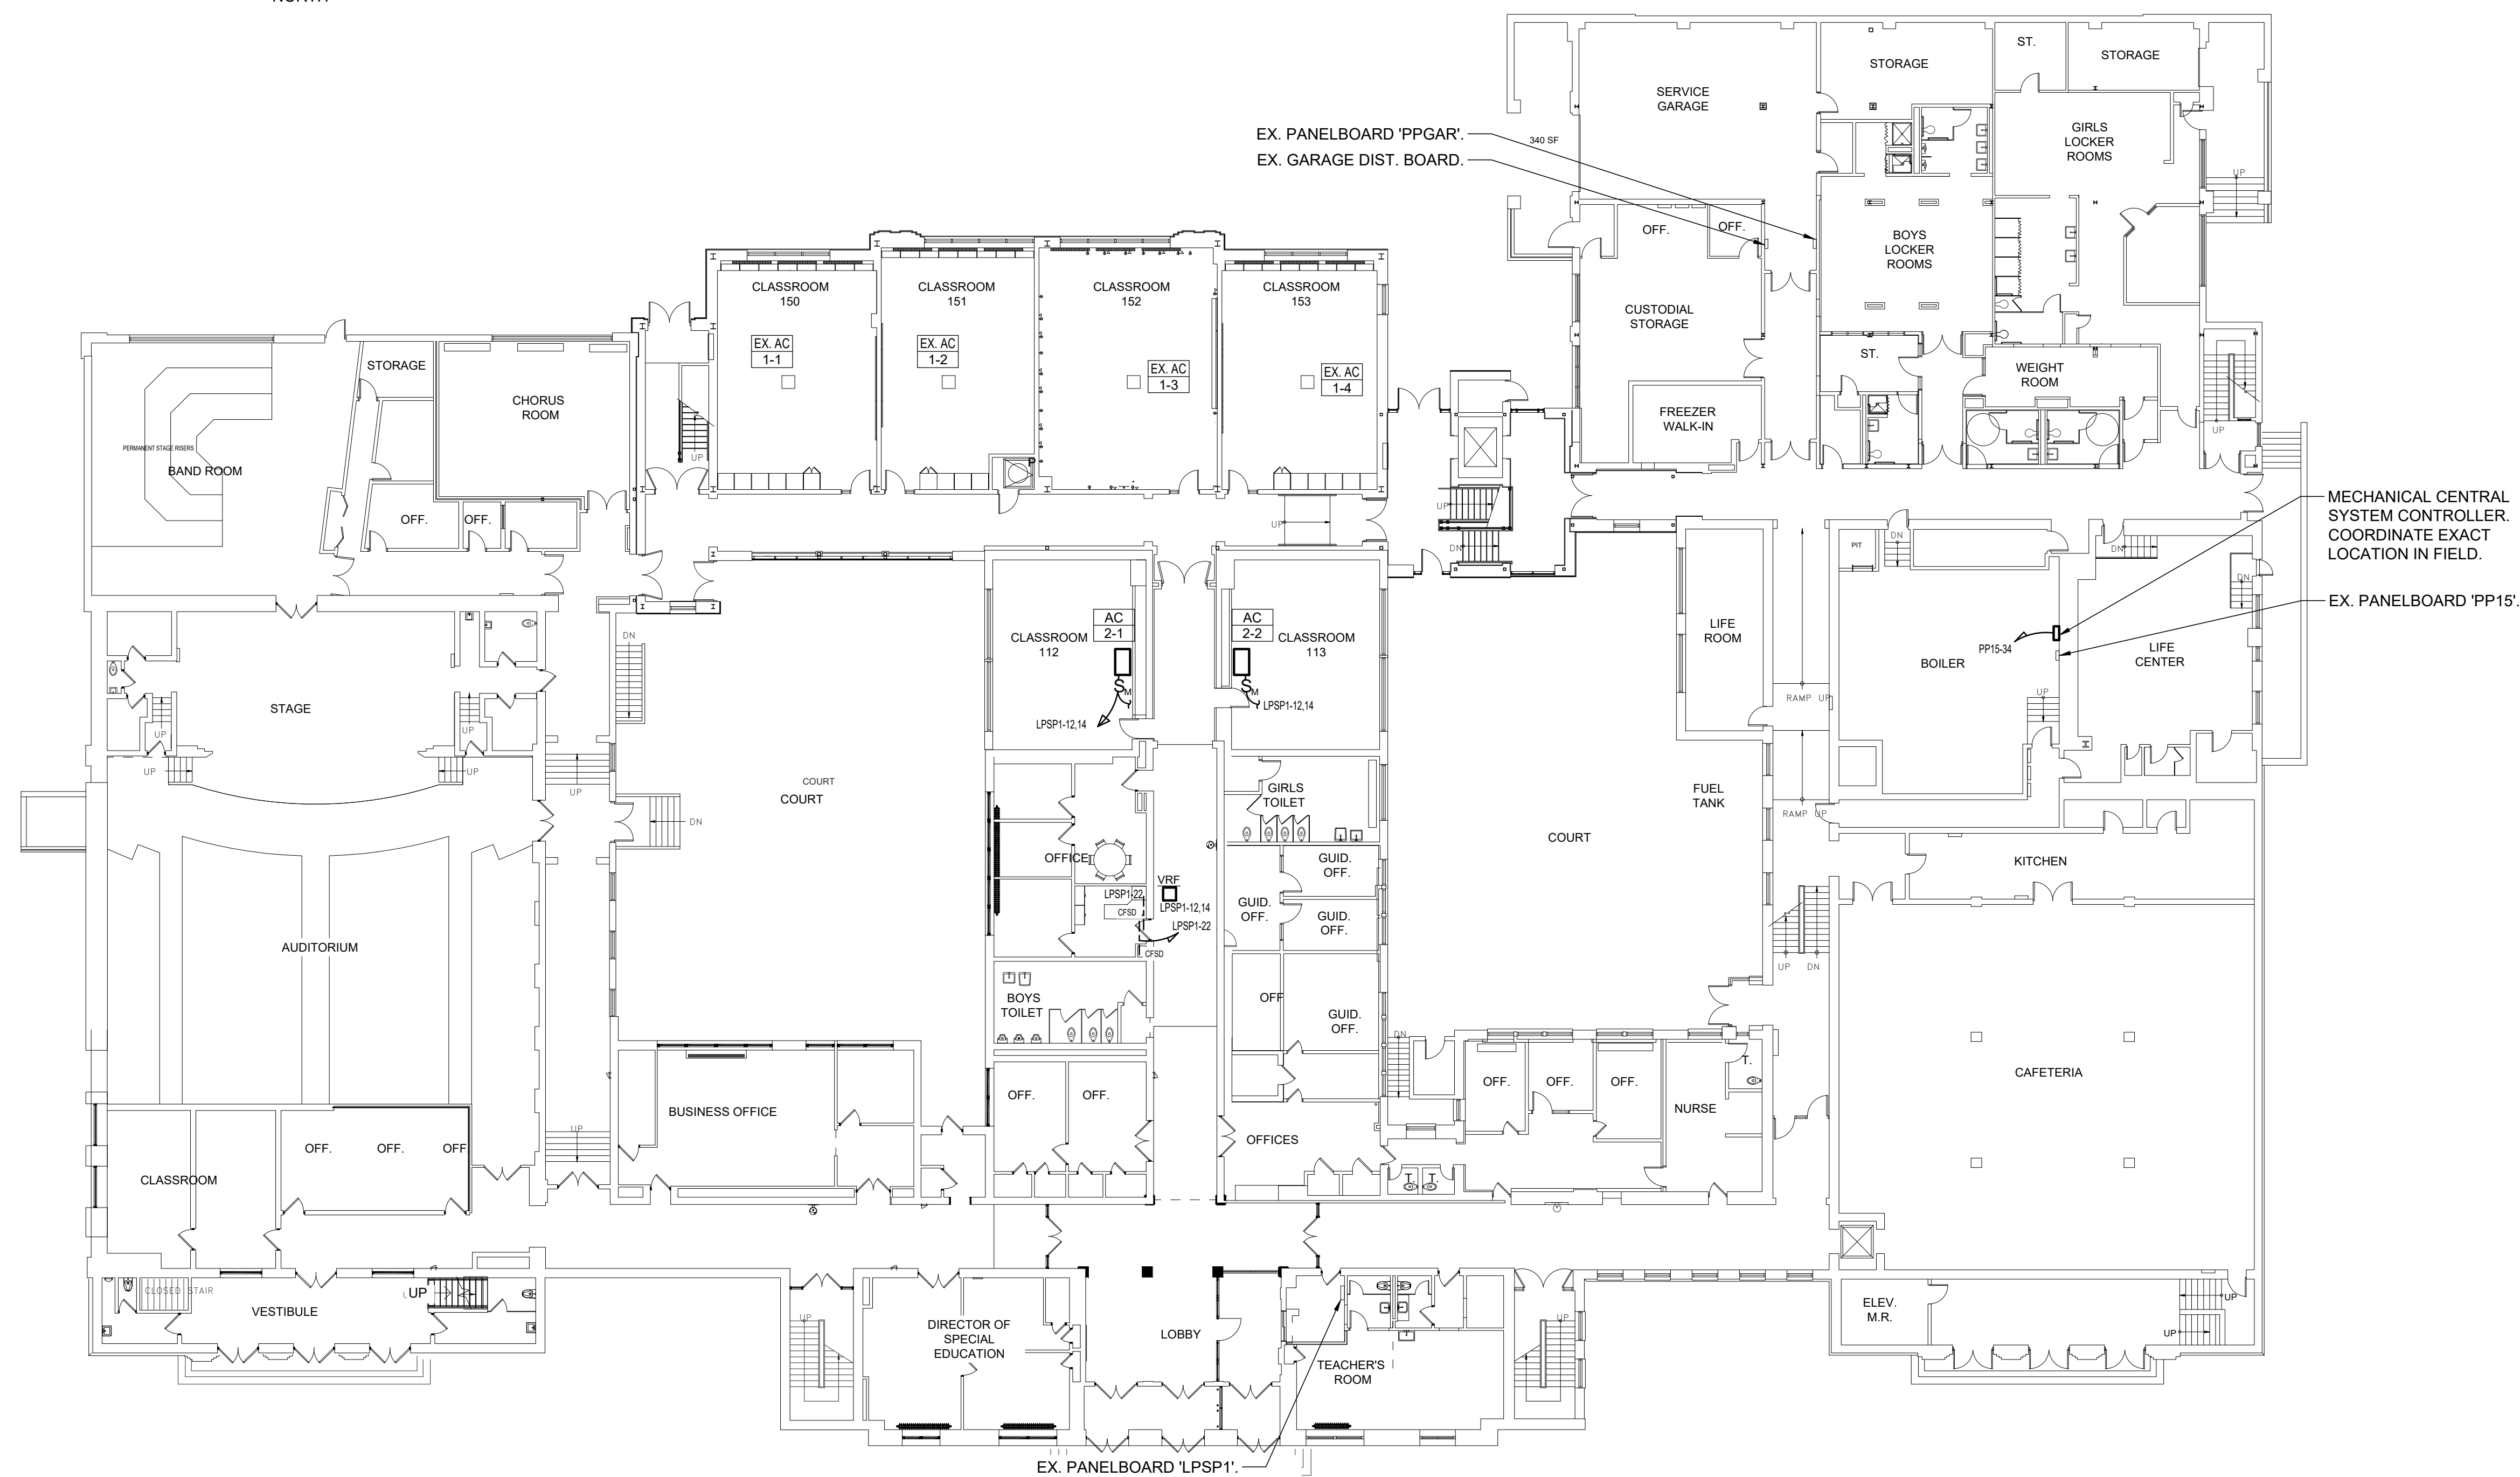 NORTH
ST.
STORAGE
STORAGE
SERVICE
GARAGE
EX. PANELBOARD 'PPGAR'.
340 SF
GIRLS
LOCKER
ROOMS
EX. GARAGE DIST. BOARD.
UP
OFF.
OFF.
BOYS
LOCKER
ROOMS
CLASSROOM
150
CLASSROOM
151
CLASSROOM
152
CLASSROOM
153
CUSTODIAL
STORAGE
EX. AC
1-1
EX. AC
1-2
EX. AC
1-3
EX. AC
1-4
STORAGE
ST.
WEIGHT
ROOM
CHORUS
ROOM
FREEZER
WALK-IN
PERMANENT STAGE RISERS
BAND ROOM
UP
UP
OFF.
OFF.
UP
UP
MECHANICAL CENTRAL
SYSTEM CONTROLLER.
COORDINATE EXACT
LOCATION IN FIELD.
PIT
DN
DN
DN
DN
EX. PANELBOARD 'PP15'.
AC
2-1
AC
2-2
CLASSROOM
112
CLASSROOM
113
LIFE
ROOM
DN
PP15-34
BOILER
LIFE
CENTER
SM
SM
LPSP1-12,14
LPSP1-12,14
STAGE
UP
UP
RAMP UP
UP
UP
UP
UP
COURT
COURT
GIRLS
TOILET
FUEL
TANK
DN
RAMP UP
COURT
OFFICE
GUID.
OFF.
KITCHEN
VRF
LPSP1-22
LPSP1-12,14
CFSD
LPSP1-22
GUID.
OFF.
GUID.
OFF.
AUDITORIUM
CFSD
UP
DN
BOYS
TOILET
OFF
GUID.
OFF.
DN
T.
CAFETERIA
OFF.
OFF.
OFF.
OFF.
OFF.
BUSINESS OFFICE
NURSE
UP
OFFICES
OFF.
OFF.
OFF
CLASSROOM
T.
T.
CLOSED STAIR
UP
VESTIBULE
UP
DIRECTOR OF
SPECIAL
EDUCATION
LOBBY
UP
ELEV.
M.R.
UP
UP
TEACHER'S
ROOM
EX. PANELBOARD 'LPSP1'.